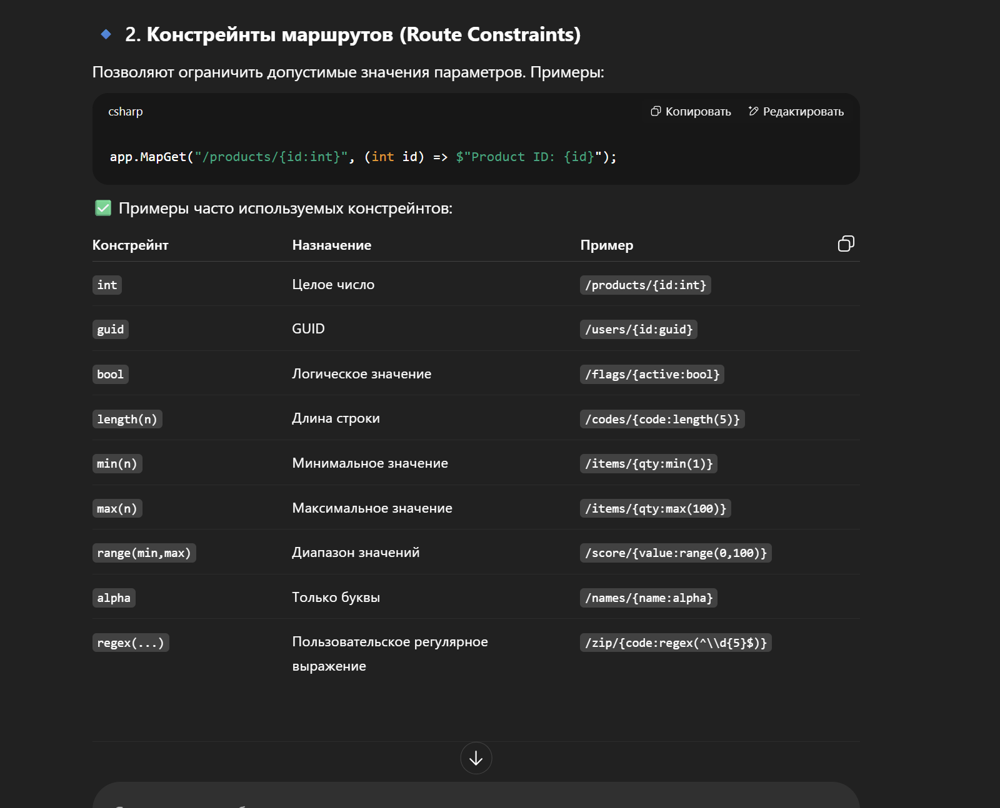 2. Констрейнты маршрутов (Route Constraints)
Позволяют ограничить допустимые значения параметров. Примеры:
csharp Копировать Редактировать
app.MapGet("/products/{id:int}", (int id) => $"Product ID: {id}");
Примеры часто используемых констрейнтов:
Констрейнт Назначение Пример
int Целое число /products/{id:int}
guid GUID /users/{id:guid}
bool Логическое значение /flags/{active:bool}
length(n) Длина строки /codes/{code:length(5)}
min(n) Минимальное значение /items/{qty:min(1)}
max(n) Максимальное значение /items/{qty:max(100)}
range(min,max) Диапазон значений /score/{value:range(0,100)}
alpha Только буквы /names/{name:alpha}
regex(...) Пользовательское регулярное /zip/{code:regex(^\\d{5}$)}
выражение